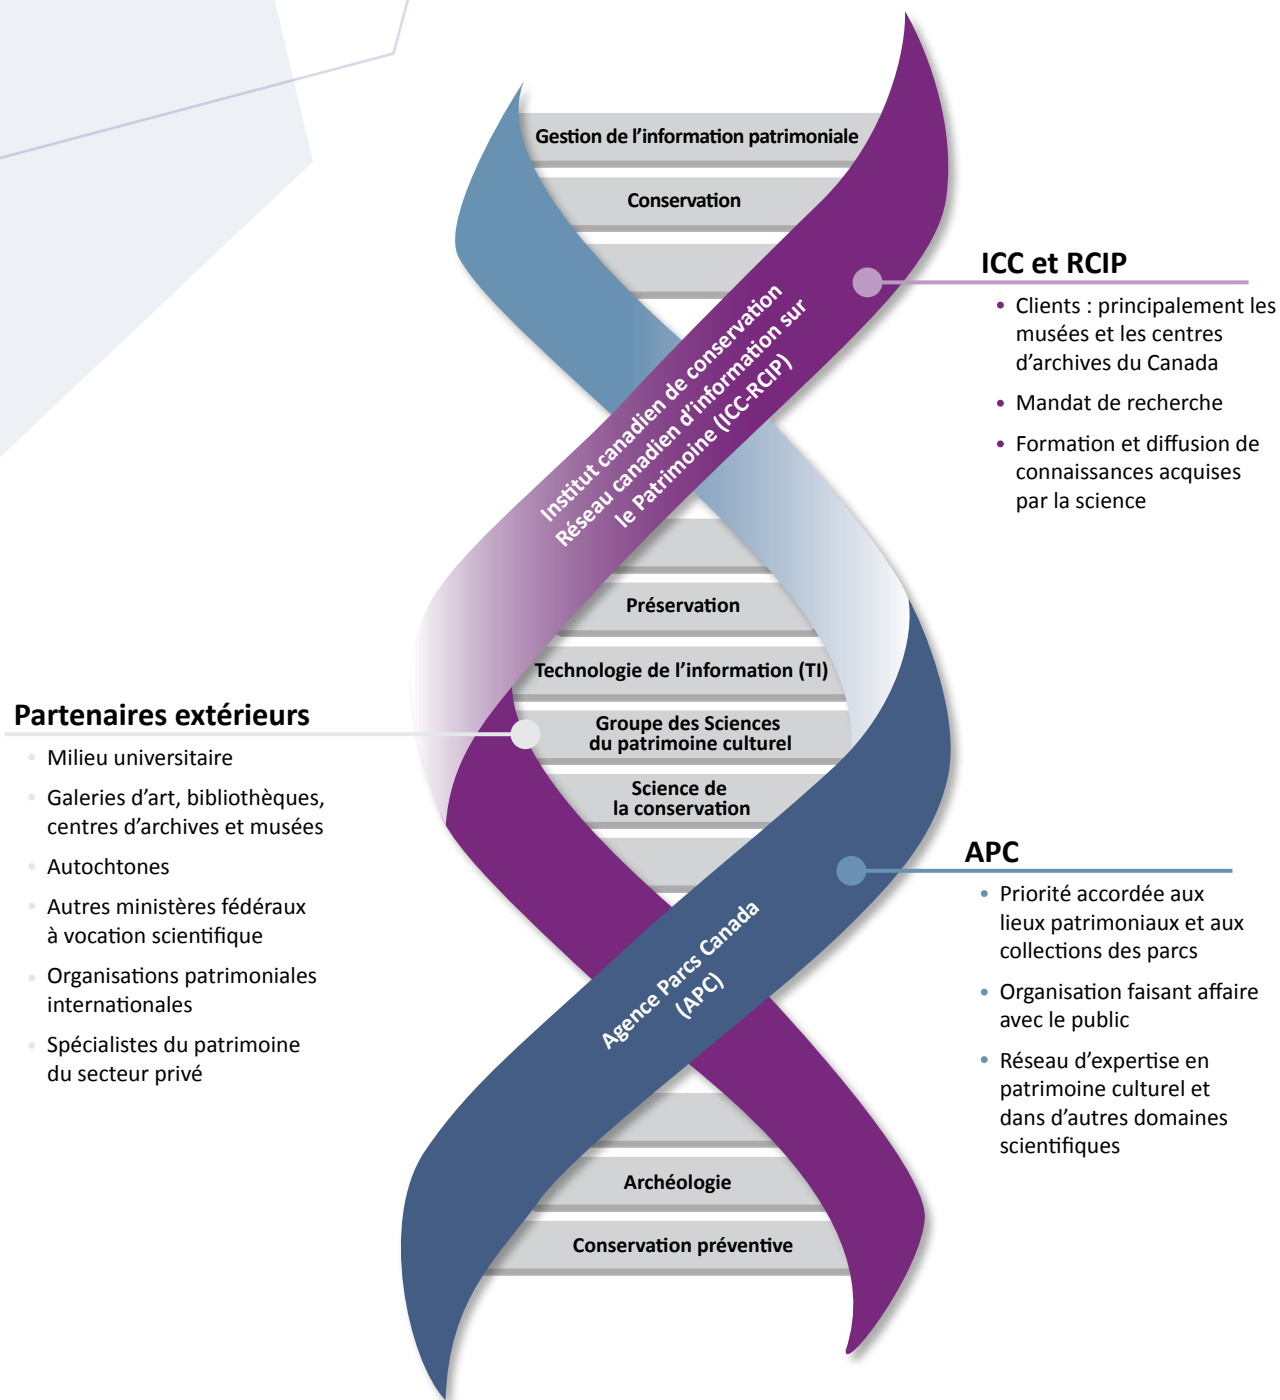 Gestion de l’information patrimoniale
Conservation
Institut canadien de conservation
Réseau canadien d’information sur
le Patrimoine (ICC-RCIP)
ICC et RCIP
• Clients : principalement les
musées et les centres
d’archives du Canada
• Mandat de recherche
• Formation et diffusion de
connaissances acquises
par la science
Préservation
Technologie de l’information (TI)
Groupe des Sciences
du patrimoine culturel
Science de
la conservation
Partenaires extérieurs
• Milieu universitaire
• Galeries d’art, bibliothèques,
centres d’archives et musées
• Autochtones
• Autres ministères fédéraux
à vocation scientifique
• Organisations patrimoniales
internationales
• Spécialistes du patrimoine
du secteur privé
APC
• Priorité accordée aux
lieux patrimoniaux et aux
collections des parcs
• Organisation faisant affaire
avec le public
• Réseau d’expertise en
patrimoine culturel et
dans d’autres domaines
scientifiques
Agence Parcs Canada
(APC)
Archéologie
Conservation préventive